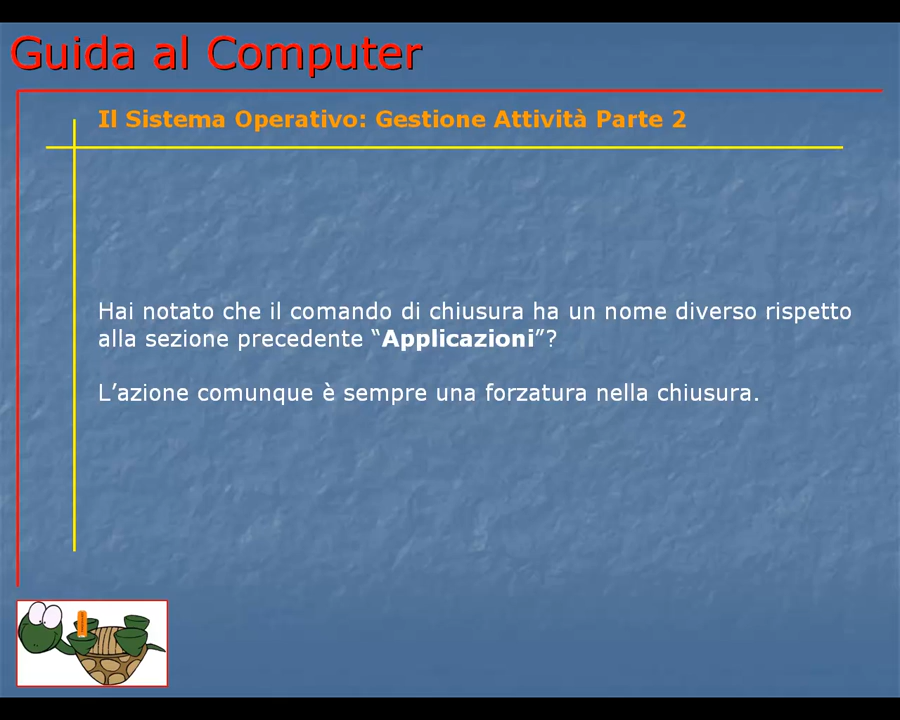 Guida al Computer
Il Sistema Operativo: Gestione Attività Parte 2
Hai notato che il comando di chiusura ha un nome diverso rispetto
alla sezione precedente “Applicazioni”?
L’azione comunque è sempre una forzatura nella chiusura.